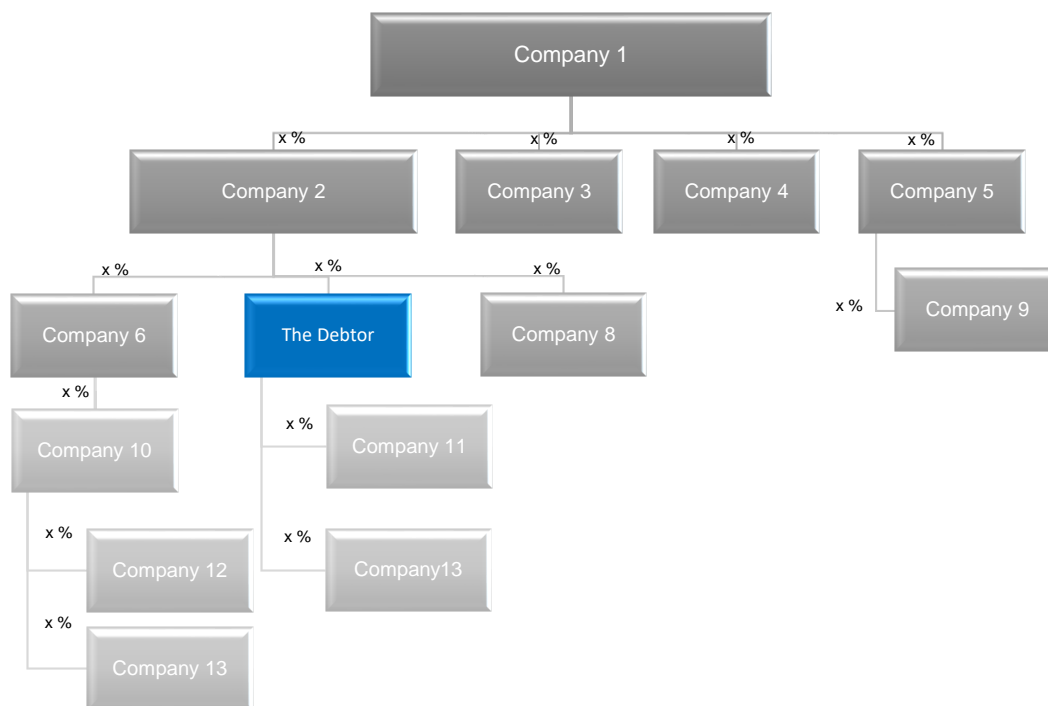 Company 1
x %
x %
x %
x %
Company 2
Company 3
Company 4
Company 5
x %
x %
x %
x %
Company 6
The Debtor
Company 8
Company 9
x %
Company 10
x %
Company 11
x %
x %
Company 12
Company13
x %
Company 13